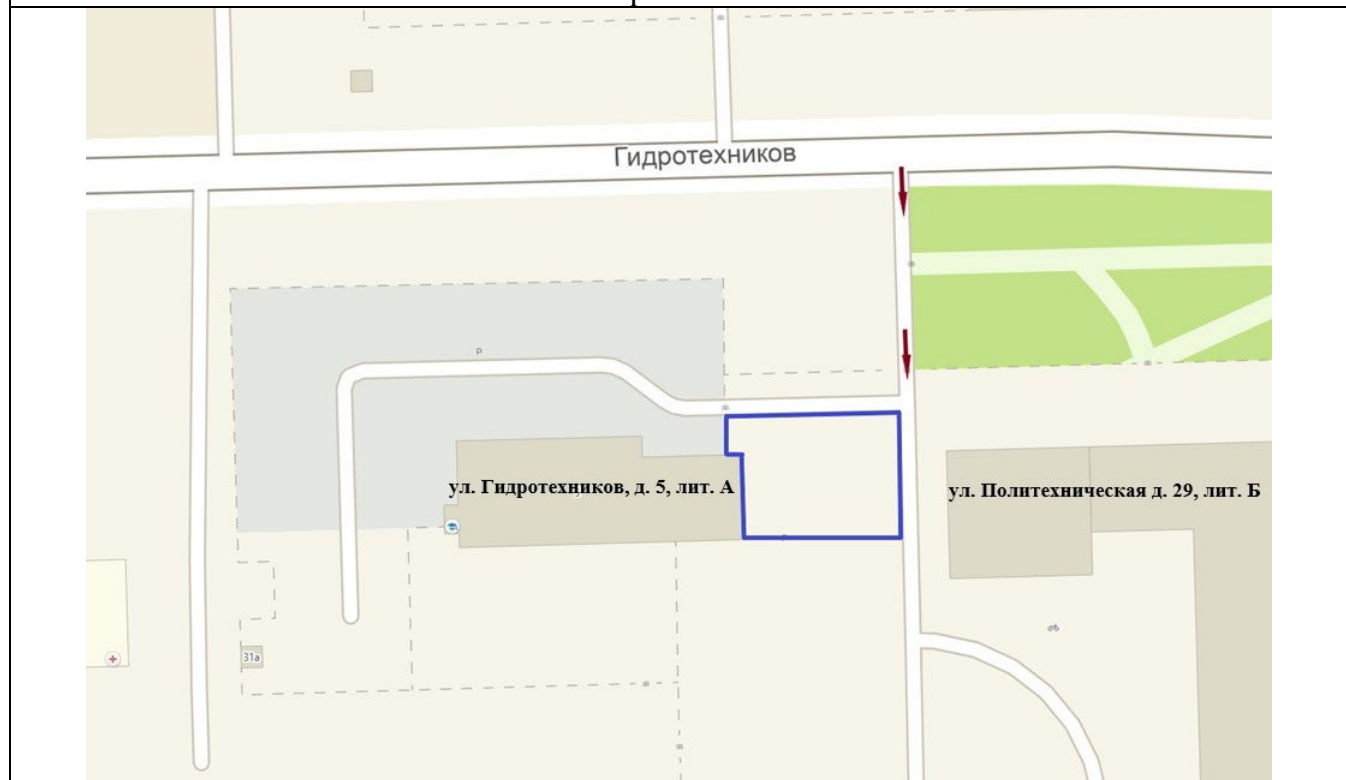 Гидротехников
P
ул. Гидротехников, д. 5, лит. А
ул. Политехническая д. 29, лит. Б
31а